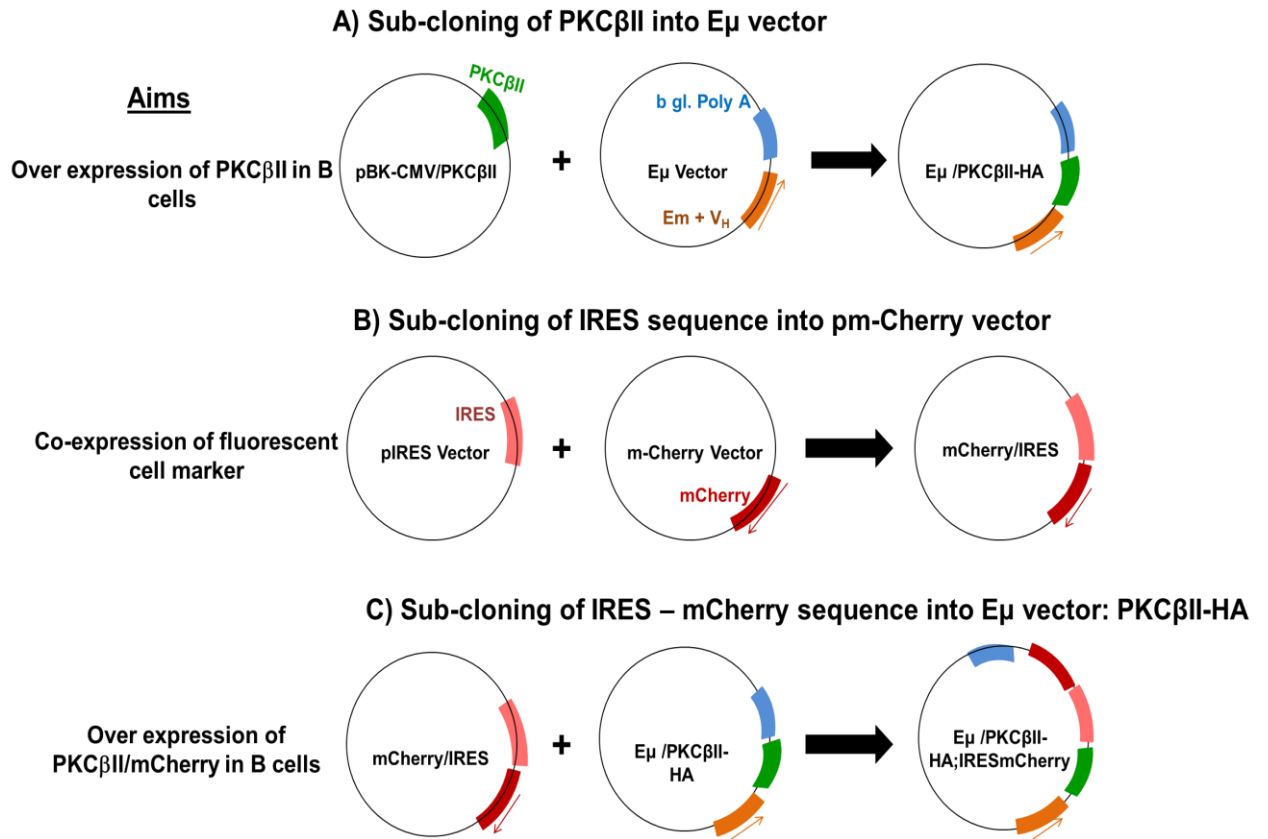 A) Sub-cloning of PKCβII into Eµ vector
Aims
Over expression of PKCβII in B
cells
PKCβII
pBK-CMV/PKCβII
+
b gl. Poly A
Eµ Vector
Em + VH
Eµ /PKCβII-HA
B) Sub-cloning of IRES sequence into pm-Cherry vector
Co-expression of fluorescent
cell marker
IRES
pIRES Vector
+
m-Cherry Vector
mCherry
mCherry/IRES
C) Sub-cloning of IRES – mCherry sequence into Eµ vector: PKCβII-HA
Over expression of
PKCβII/mCherry in B cells
mCherry/IRES
+
Eµ /PKCβII-
HA
Eµ /PKCβII-
HA;IRESmCherry